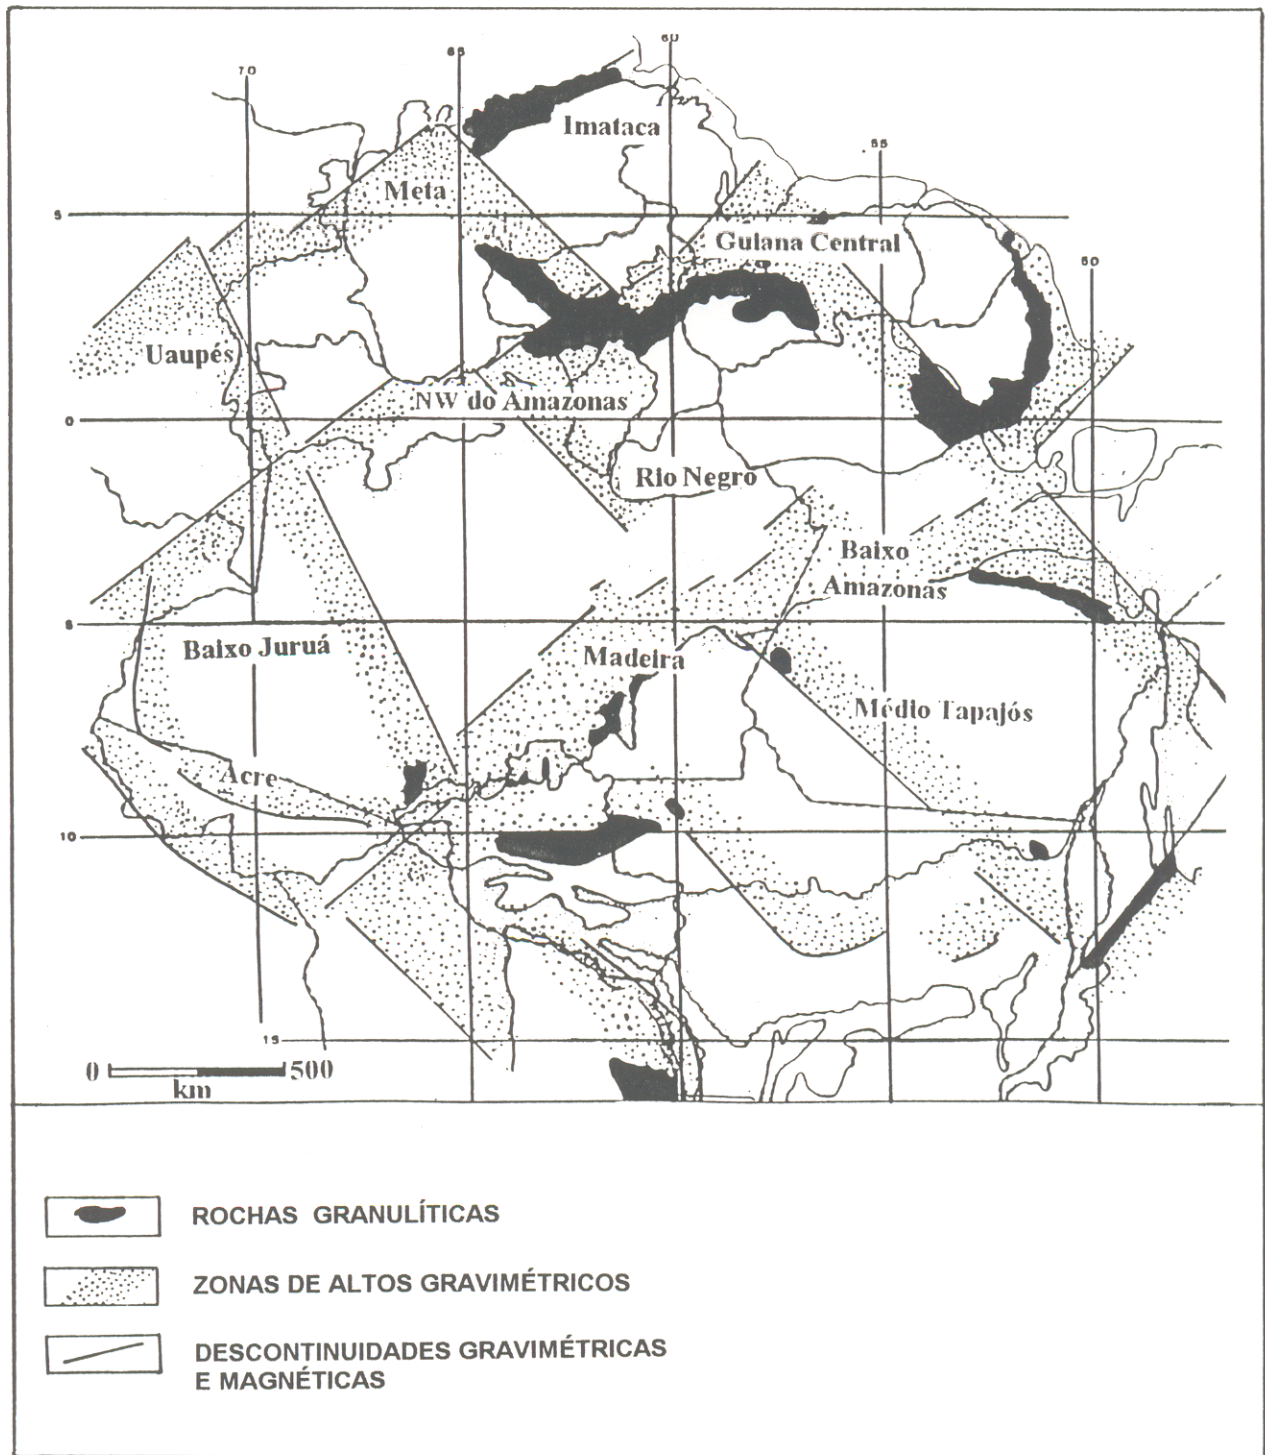 60
65
70
Imataca
55
Meta
5
Guiana Central
50
Uaupés
NW do Amazonas
0
Rio Negro
Baixo
Amazonas
5
Baixo Juruá
Madeira
Médio Tapajós
Acre
10
15
0 500
km
ROCHAS GRANULÍTICAS
ZONAS DE ALTOS GRAVIMÉTRICOS
DESCONTINUIDADES GRAVIMÉTRICAS
E MAGNÉTICAS